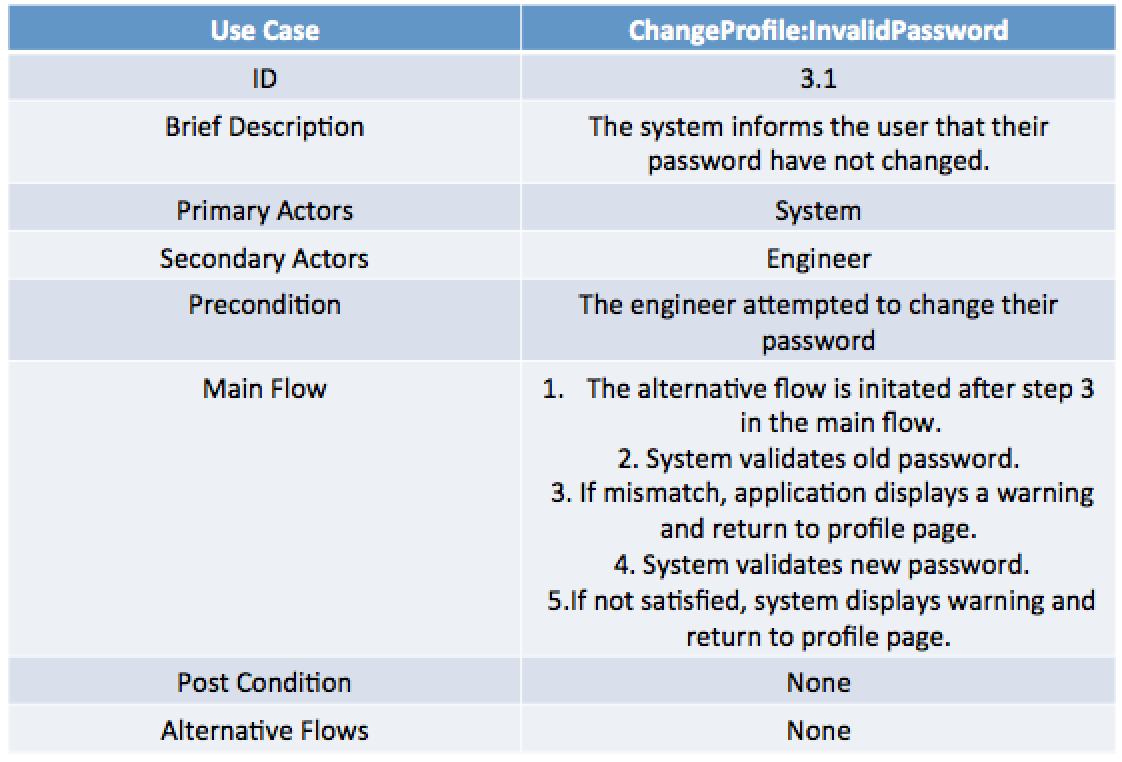 Use Case
ChangeProfile:InvalidPassword
ID
3.1
Brief Description
The system informs the user that their
password have not changed.
Primary Actors
System
Secondary Actors
Engineer
Precondition
The engineer attempted to change their
password
Main Flow
1. The alternative flow is initated after step 3
in the main flow.
2. System validates old password.
3. If mismatch, application displays a warning
and return to profile page.
4. System validates new password.
5.If not satisfied, system displays warning and
return to profile page.
Post Condition
None
Alternative Flows
None